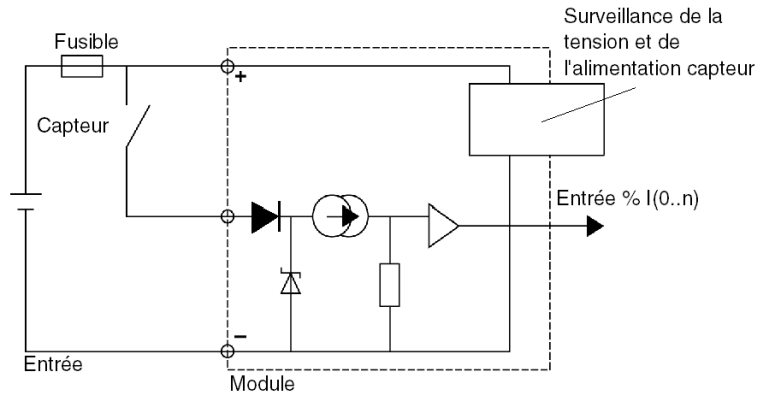 Surveillance de la
tension et de
l'alimentation capteur
Fusible
+
Capteur
Entrée % I(0..n)
−
Entrée
Module